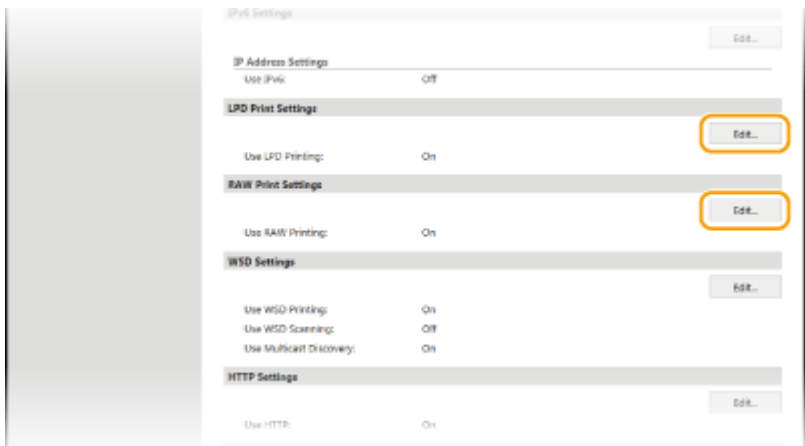 IPv6 Settings
Edit...
IP Address Settings
Use IPv6: Off
LPD Print Settings
Edit...
Use LPD Printing: On
RAW Print Settings
Edit...
Use RAW Printing: On
WSD Settings
Edit...
Use WSD Printing: On
Use WSD Scanning: Off
Use Multicast Discovery: On
HTTP Settings
Edit...
Use HTTP: On